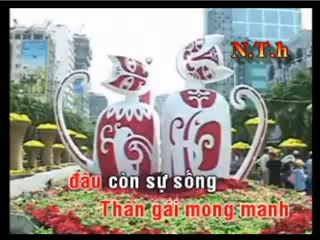 N.T.h
đâu còn sự sống
Thân gái mong manh